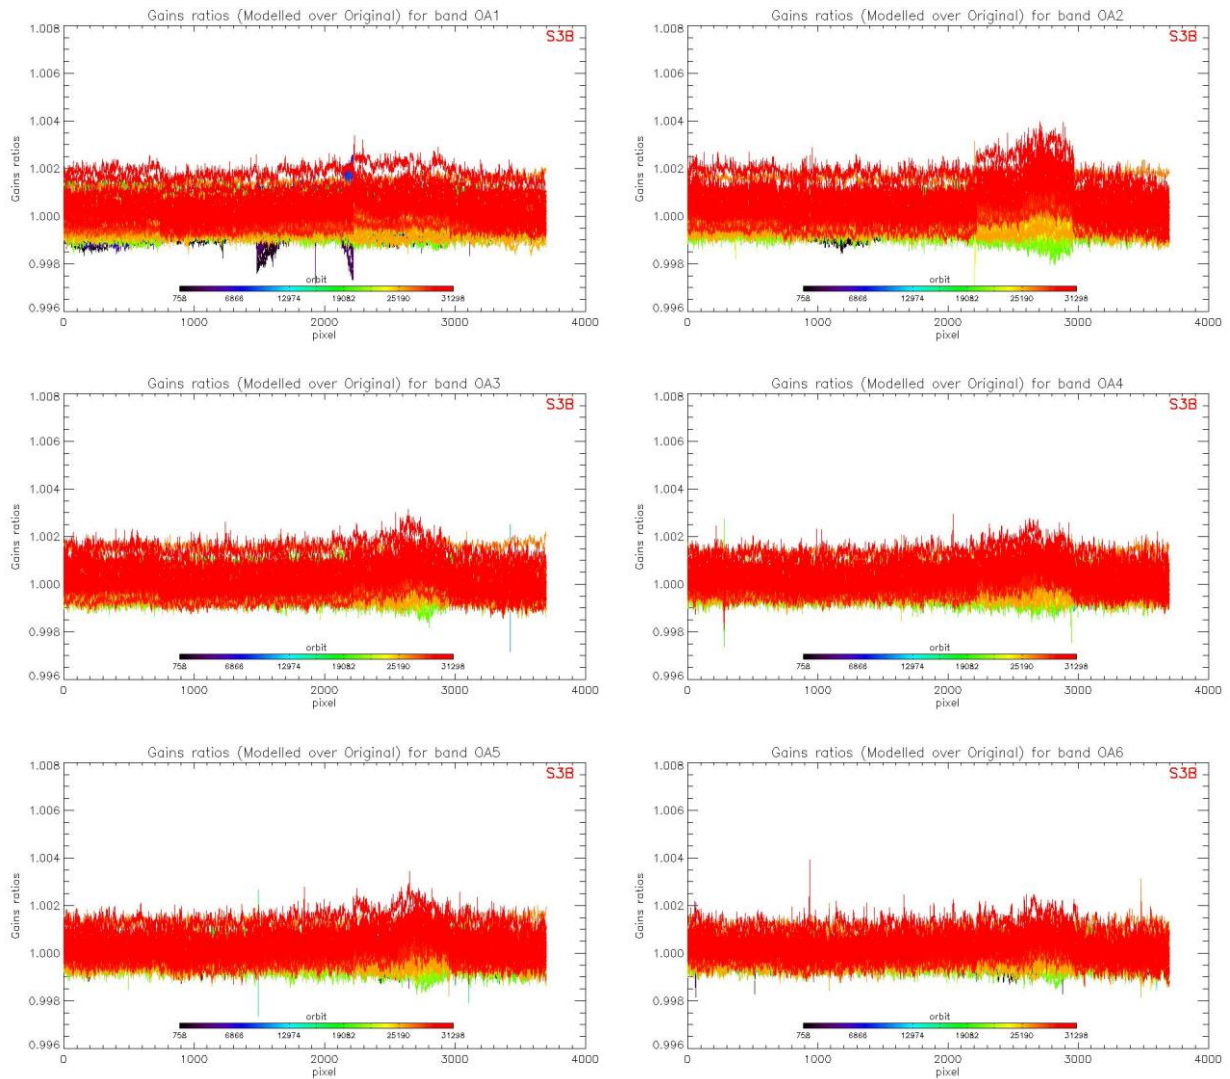 Gains ratios (Modelled over Original) for band OA1
S3B
1.008
1.006
1.004
1.002
1.000
0.998
0.996
Gains ratios
orbit
758 6866 12974 19082 25190 31298
0 1000 2000 3000 4000
pixel
Gains ratios (Modelled over Original) for band OA2
S3B
1.008
1.006
1.004
1.002
1.000
0.998
0.996
Gains ratios
orbit
758 6866 12974 19082 25190 31298
0 1000 2000 3000 4000
pixel
Gains ratios (Modelled over Original) for band OA3
S3B
1.008
1.006
1.004
1.002
1.000
0.998
0.996
Gains ratios
orbit
758 6866 12974 19082 25190 31298
0 1000 2000 3000 4000
pixel
Gains ratios (Modelled over Original) for band OA4
S3B
1.008
1.006
1.004
1.002
1.000
0.998
0.996
Gains ratios
orbit
758 6866 12974 19082 25190 31298
0 1000 2000 3000 4000
pixel
Gains ratios (Modelled over Original) for band OA5
S3B
1.008
1.006
1.004
1.002
1.000
0.998
0.996
Gains ratios
orbit
758 6866 12974 19082 25190 31298
0 1000 2000 3000 4000
pixel
Gains ratios (Modelled over Original) for band OA6
S3B
1.008
1.006
1.004
1.002
1.000
0.998
0.996
Gains ratios
orbit
758 6866 12974 19082 25190 31298
0 1000 2000 3000 4000
pixel